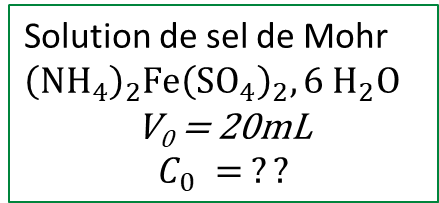 Solution de sel de Mohr
(NH₄)₂Fe(SO₄)₂, 6 H₂O
V₀ = 20mL
C₀ = ??